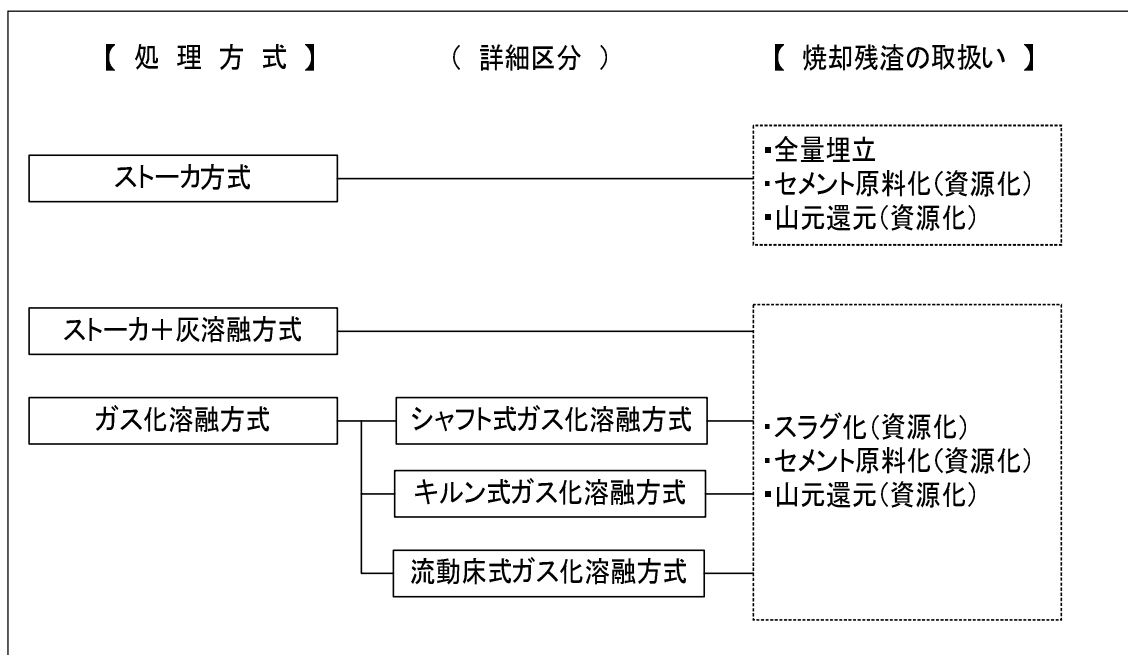 【 処 理 方 式 】 （ 詳細区分 ） 【 焼却残渣の取扱い 】
ストーカ方式
・全量埋立
・セメント原料化（資源化）
・山元還元（資源化）
ストーカ＋灰溶融方式
ガス化溶融方式
シャフト式ガス化溶融方式
キルン式ガス化溶融方式
流動床式ガス化溶融方式
・スラグ化（資源化）
・セメント原料化（資源化）
・山元還元（資源化）